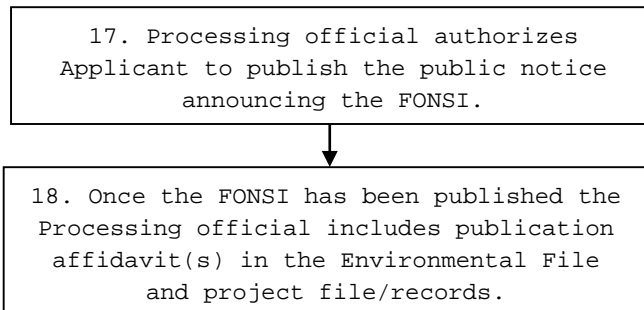 17. Processing official authorizes
Applicant to publish the public notice
announcing the FONSI.
18. Once the FONSI has been published the
Processing official includes publication
affidavit(s) in the Environmental File
and project file/records.